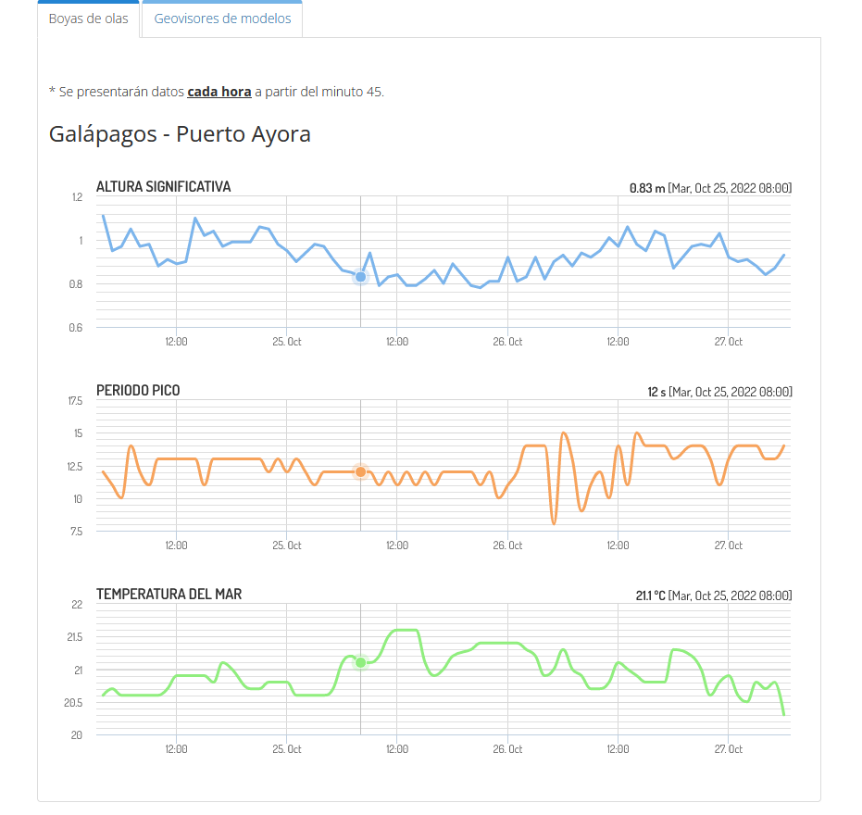 Boyas de olas Geovisores de modelos
* Se presentarán datos cada hora a partir del minuto 45.
Galápagos - Puerto Ayora
ALTURA SIGNIFICATIVA 0.83 m [Mar, Oct 25, 2022 08:00]
1.2
1
0.8
0.6
12:00 25. Oct 12:00 26. Oct 12:00 27. Oct
PERIODO PICO 12 s [Mar, Oct 25, 2022 08:00]
17.5
15
12.5
10
7.5
12:00 25. Oct 12:00 26. Oct 12:00 27. Oct
TEMPERATURA DEL MAR 21.1 °C [Mar, Oct 25, 2022 08:00]
22
21.5
21
20.5
20
12:00 25. Oct 12:00 26. Oct 12:00 27. Oct